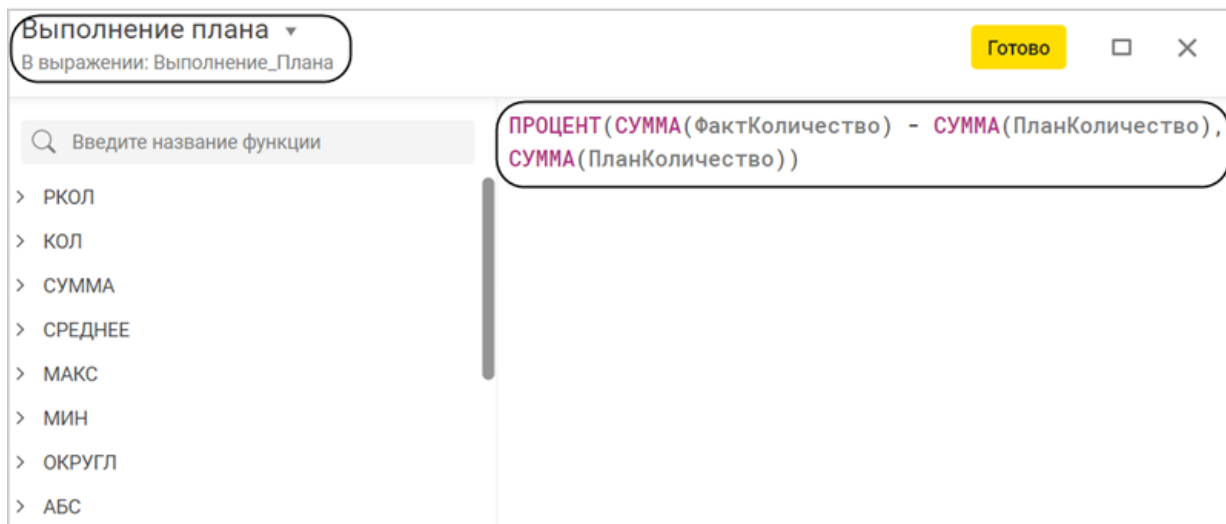 Выполнение плана
В выражении: Выполнение_Плана
Готово
Введите название функции
РКОЛ
КОЛ
СУММА
СРЕДНЕЕ
МАКС
МИН
ОКРУГЛ
АБС
ПРОЦЕНТ(СУММА(ФактКоличество) - СУММА(ПланКоличество),
СУММА(ПланКоличество))